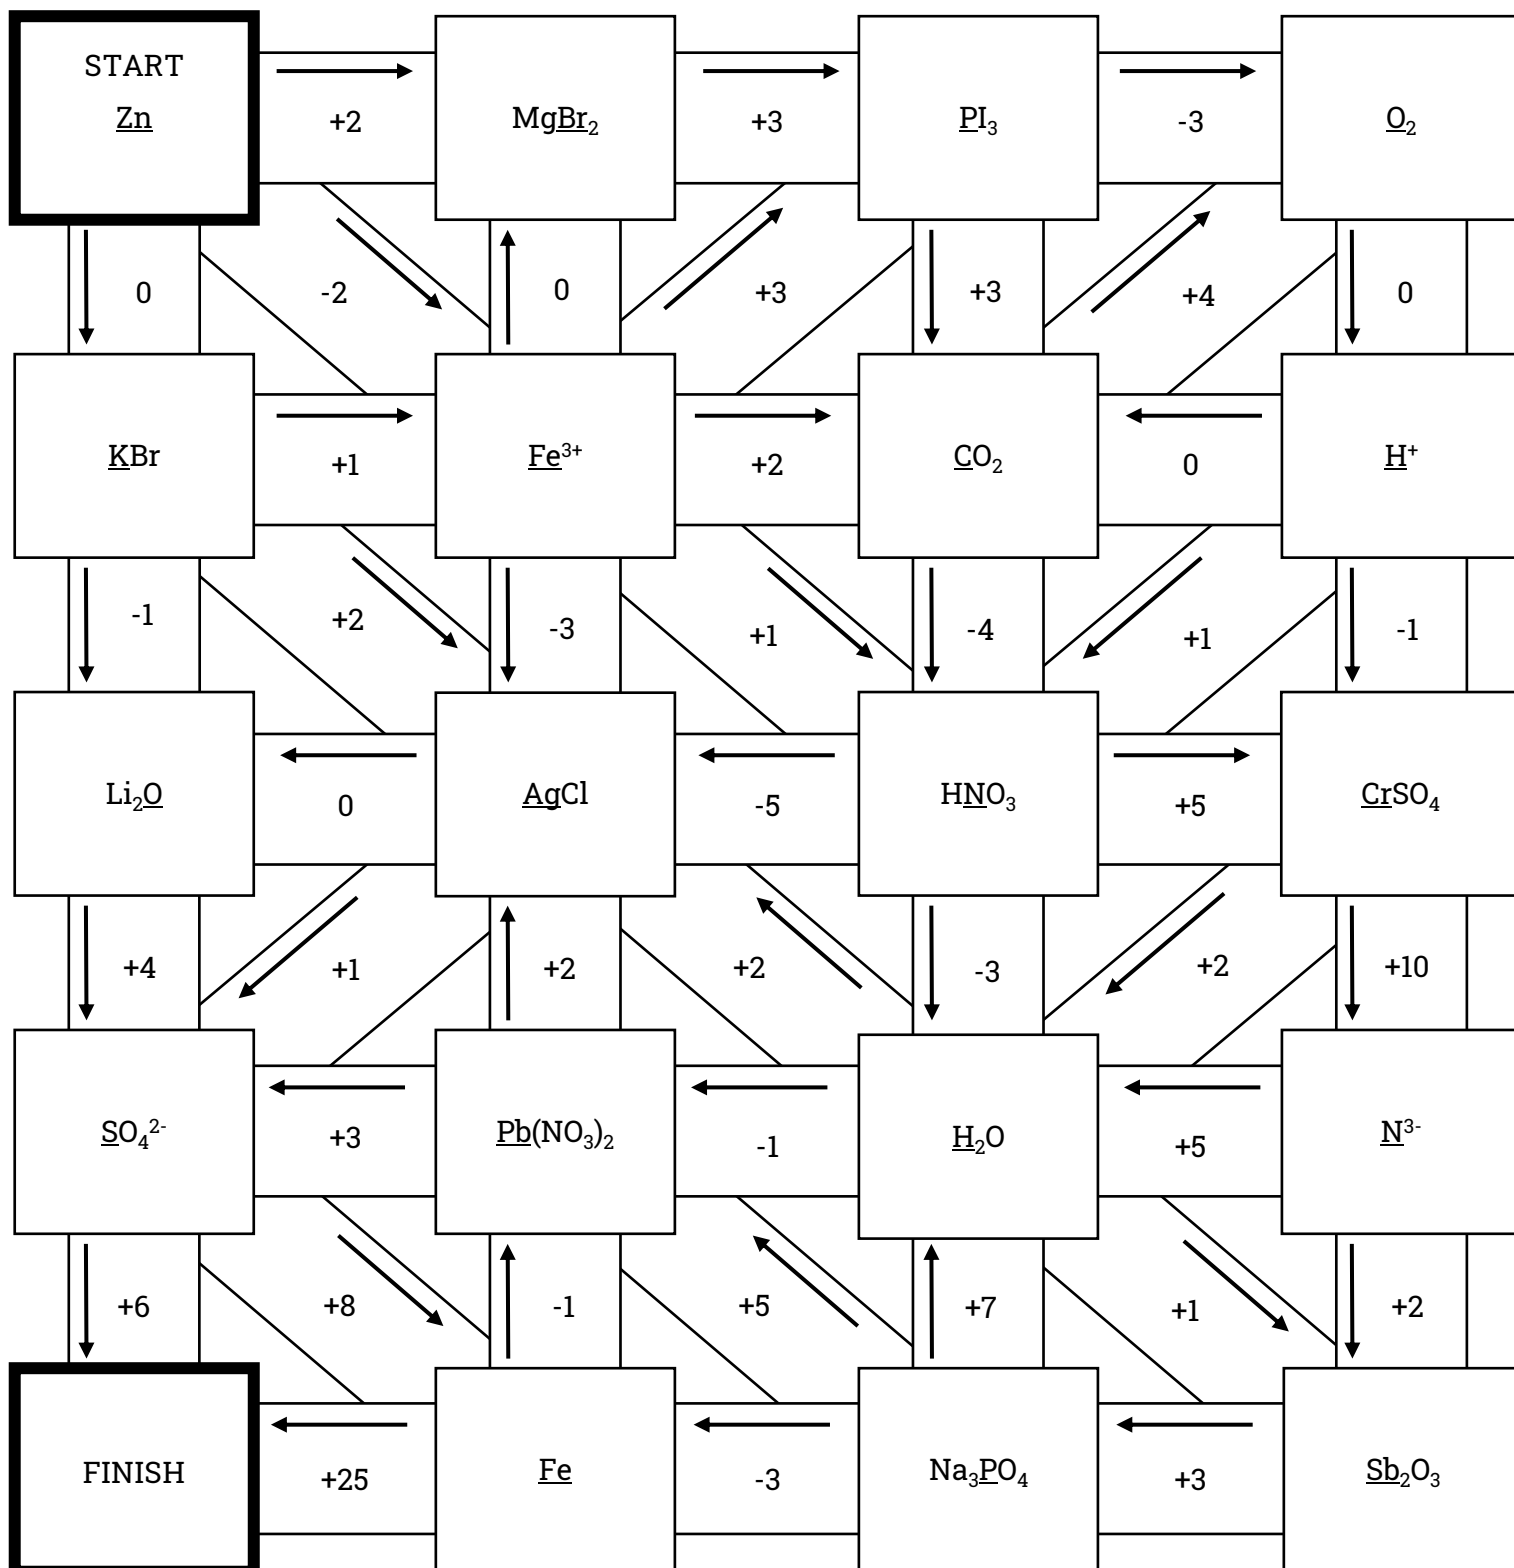 START
Zn
+2
MgBr₂
+3
PI₃
-3
O₂
0
-2
0
+3
+3
+4
0
KBr
+1
Fe³⁺
+2
CO₂
0
H⁺
-1
+2
-3
+1
-4
+1
-1
Li₂O
0
AgCl
-5
HNO₃
+5
CrSO₄
+4
+1
+2
+2
-3
+2
+10
SO₄²⁻
+3
Pb(NO₃)₂
-1
H₂O
+5
N³⁻
+6
+8
-1
+5
+7
+1
+2
FINISH
+25
Fe
-3
Na₃PO₄
+3
Sb₂O₃